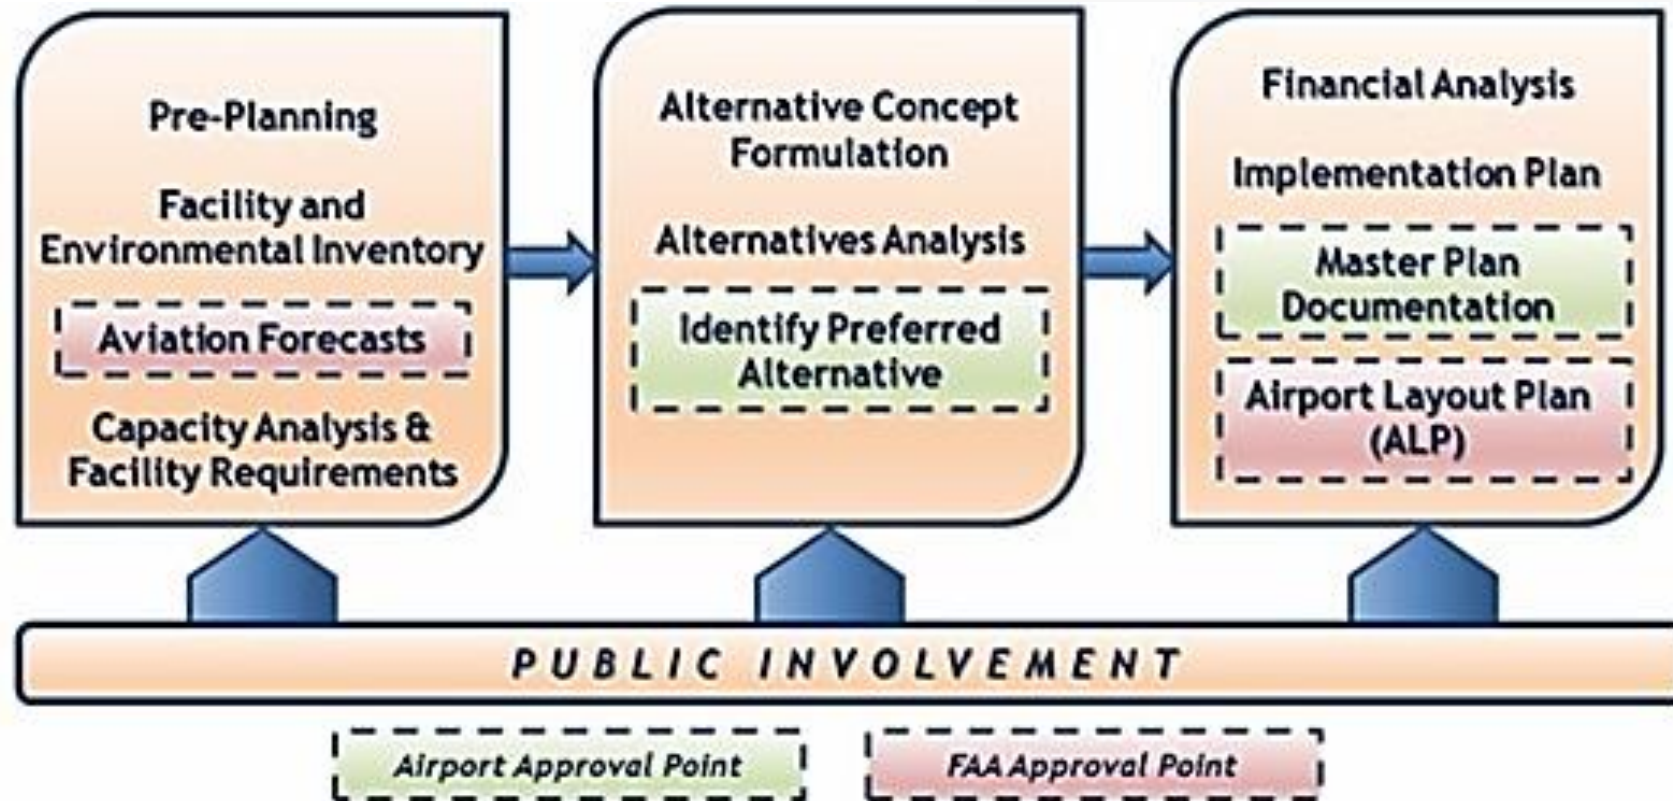 Pre-Planning
Facility and
Environmental Inventory
Aviation Forecasts
Capacity Analysis &
Facility Requirements
Alternative Concept
Formulation
Alternatives Analysis
Identify Preferred
Alternative
Financial Analysis
Implementation Plan
Master Plan
Documentation
Airport Layout Plan
(ALP)
PUBLIC INVOLVEMENT
Airport Approval Point
FAA Approval Point